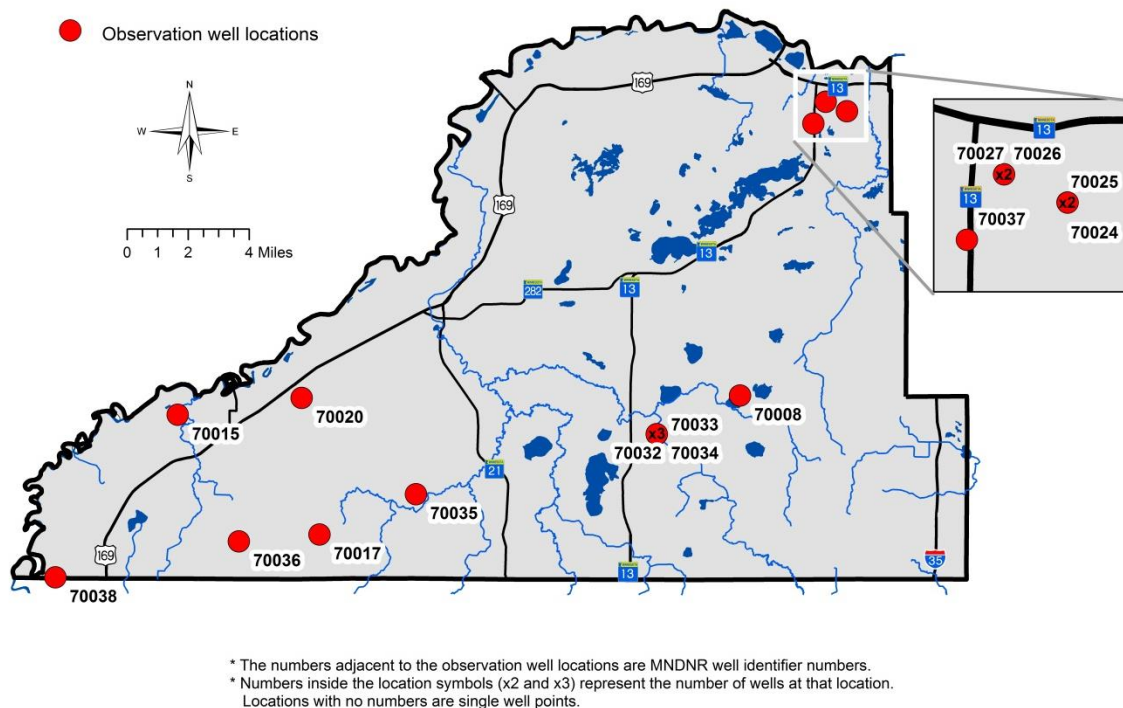 Observation well locations
N
W E
S
0 1 2 4 Miles
169
169
13
13
282
13
13
70027 70026
x2
70025
x2
13
70037
70024
70015
70020
70008
70033
x3
70032 70034
21
70035
70036
70017
169
70038
13
35
* The numbers adjacent to the observation well locations are MNDNR well identifier numbers.
* Numbers inside the location symbols (x2 and x3) represent the number of wells at that location.
Locations with no numbers are single well points.